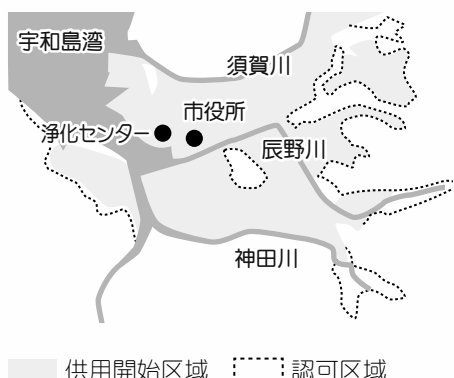 宇和島湾
須賀川
市役所
浄化センター
辰野川
神田川
供用開始区域
認可区域